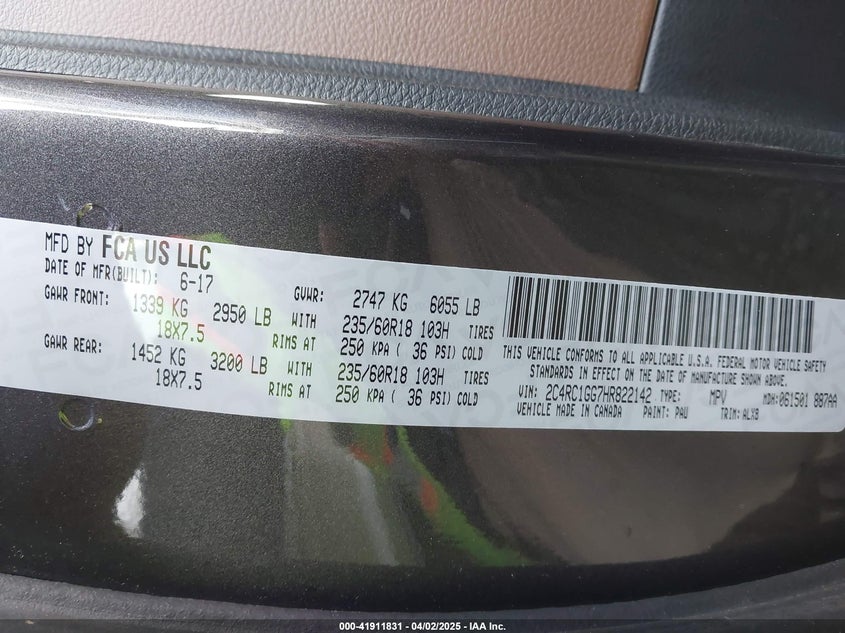 MFD BY FCA US LLC
DATE OF MFR(BUILT): 6-17
GVWR: 2747 KG 6055 LB
GAWR FRONT: 1339 KG 2950 LB WITH 235/60R18 103H TIRES
18X7.5 RIMS AT 250 KPA ( 36 PSI) COLD
GAWR REAR: 1452 KG 3200 LB WITH 235/60R18 103H TIRES
18X7.5 RIMS AT 250 KPA ( 36 PSI) COLD
THIS VEHICLE CONFORMS TO ALL APPLICABLE U.S.A. FEDERAL MOTOR VEHICLE SAFETY
STANDARDS IN EFFECT ON THE DATE OF MANUFACTURE SHOWN ABOVE.
VIN: 2C4RC1GG7HR822142 TYPE: MPV MDH: 061501 887AA
VEHICLE MADE IN CANADA PAINT: PAU TRIM: ALX8
000-41911831 - 04/02/2025 - IAA Inc.